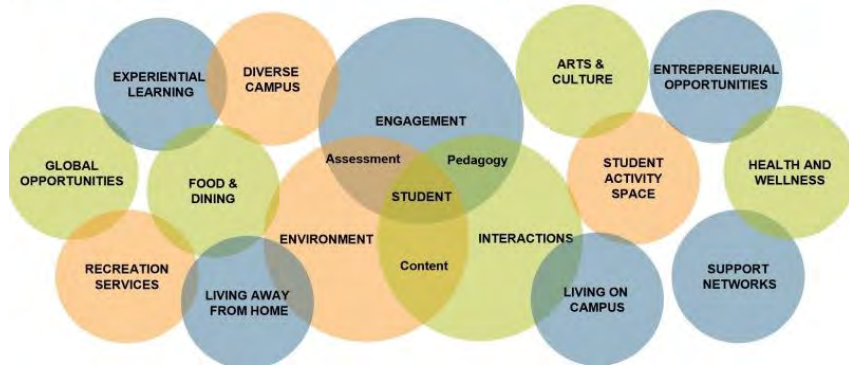 EXPERIENTIAL
LEARNING
DIVERSE
CAMPUS
ENGAGEMENT
ARTS &
CULTURE
ENTREPRENEURIAL
OPPORTUNITIES
GLOBAL
OPPORTUNITIES
FOOD &
DINING
Assessment
Pedagogy
STUDENT
STUDENT
ACTIVITY
SPACE
HEALTH AND
WELLNESS
ENVIRONMENT
INTERACTIONS
Content
RECREATION
SERVICES
LIVING AWAY
FROM HOME
LIVING ON
CAMPUS
SUPPORT
NETWORKS